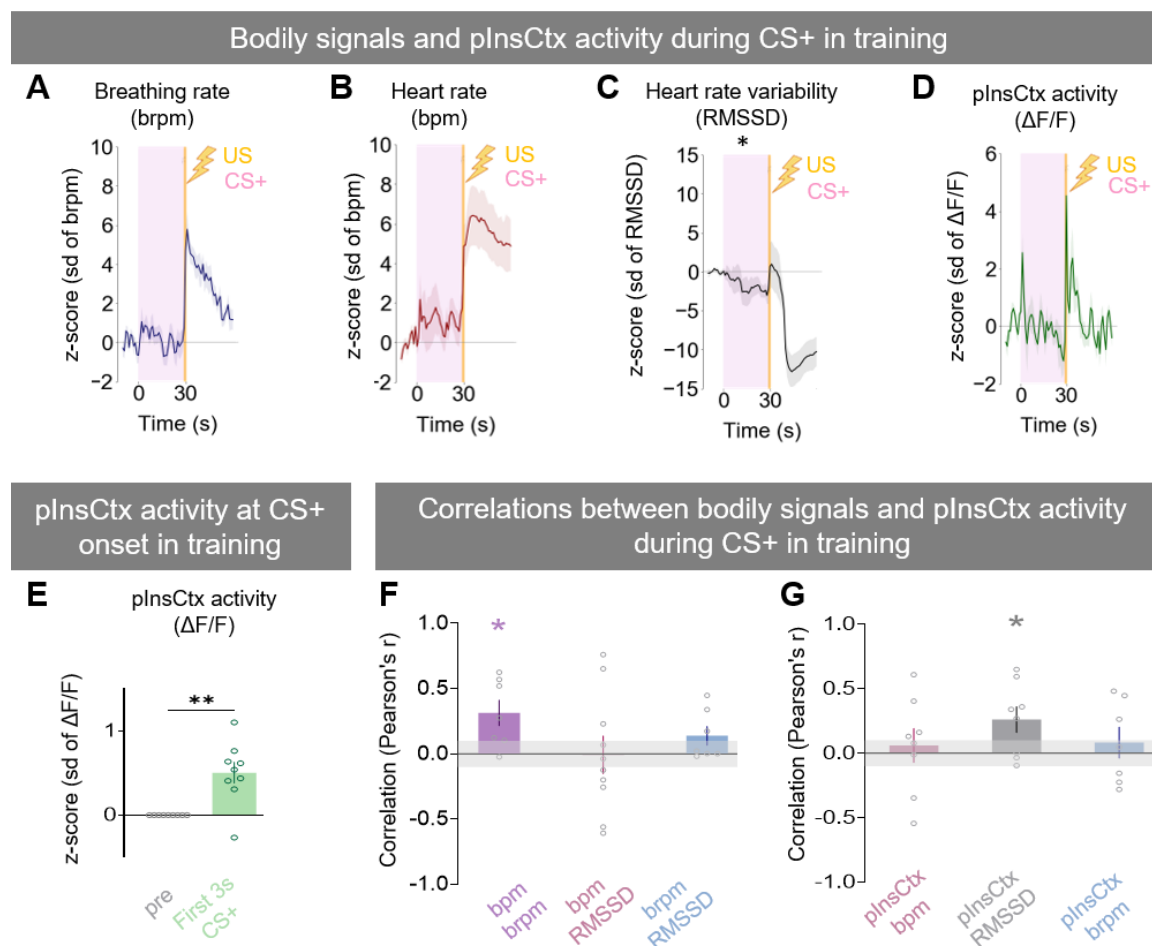 Bodily signals and pInsCtx activity during CS+ in training
A
Breathing rate
(brpm)
z-score (sd of brpm)
10
8
6
4
2
0
−2
US
CS+
0
30
Time (s)
B
Heart rate
(bpm)
z-score (sd of bpm)
10
8
6
4
2
0
−2
US
CS+
0
30
Time (s)
C
Heart rate variability
(RMSSD)
*
z-score (sd of RMSSD)
15
10
5
0
−5
−10
−15
US
CS+
0
30
Time (s)
D
pInsCtx activity
(ΔF/F)
z-score (sd of ΔF/F)
6
4
2
0
−2
US
CS+
0
30
Time (s)
pInsCtx activity at CS+
onset in training
E
pInsCtx activity
(ΔF/F)
z-score (sd of ΔF/F)
1
0
**
pre
First 3s
CS+
Correlations between bodily signals and pInsCtx activity
during CS+ in training
F
Correlation (Pearson's r)
1.0
0.5
0.0
-0.5
-1.0
*
bpm
brpm
bpm
RMSSD
brpm
RMSSD
G
Correlation (Pearson's r)
1.0
0.5
0.0
-0.5
-1.0
*
pInsCtx
bpm
pInsCtx
RMSSD
pInsCtx
brpm